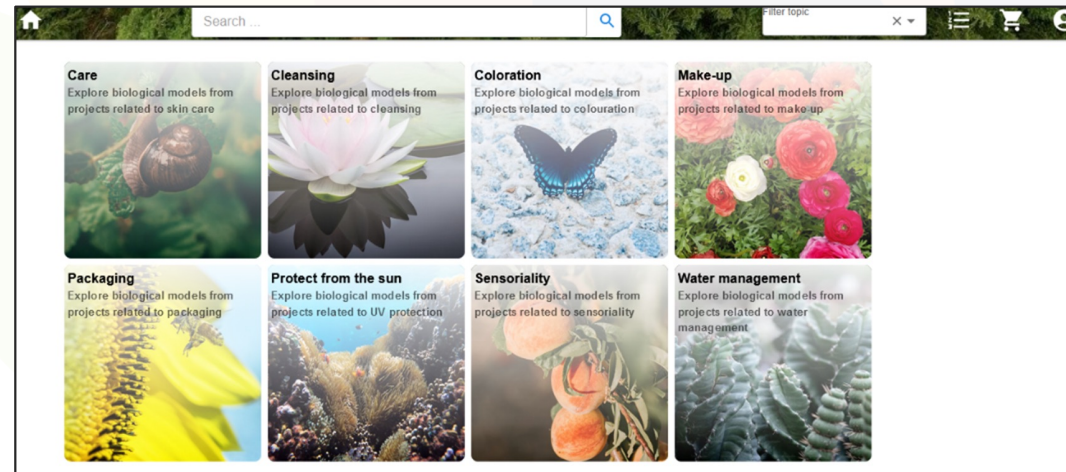 Search ...
Filter topic
Care
Explore biological models from
projects related to skin care
Cleansing
Explore biological models from
projects related to cleansing
Coloration
Explore biological models from
projects related to colouration
Make-up
Explore biological models from
projects related to make-up
Packaging
Explore biological models from
projects related to packaging
Protect from the sun
Explore biological models from
projects related to UV protection
Sensoriality
Explore biological models from
projects related to sensoriality
Water management
Explore biological models from
projects related to water
management